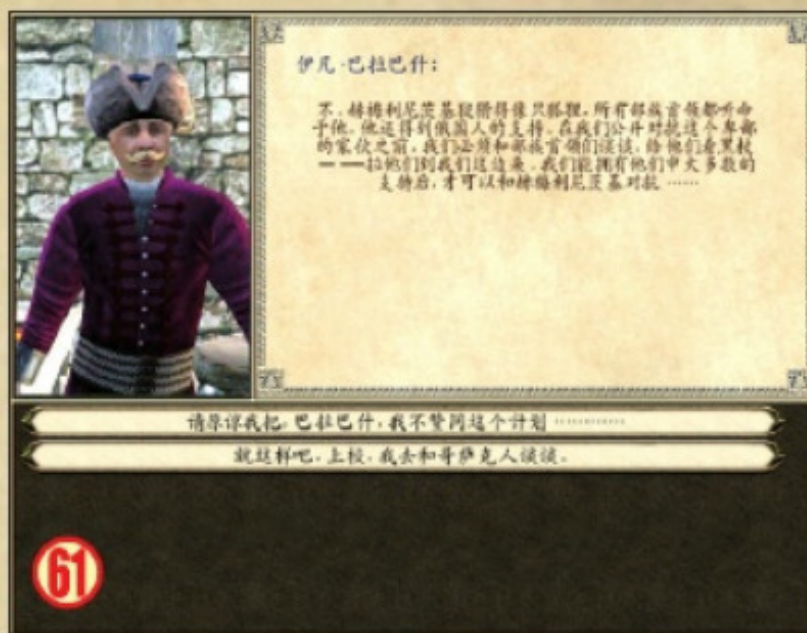 伊凡·巴拉巴什：
不，赫梅利尼茨基狡猾得像只狐狸，所有部族首领都听命
于他。他还得到俄国人的支持。在我们公开对抗这个卑鄙
的家伙之前，我们必须和部族首领们谈谈，给他们看黑权
——拉他们到我们这边来。我们能拥有他们中大多数的
支持后，才可以和赫梅利尼茨基对抗……
请原谅我把，巴拉巴什，我不赞同这个计划…………
就这样吧，上校，我去和哥萨克人谈谈。
61